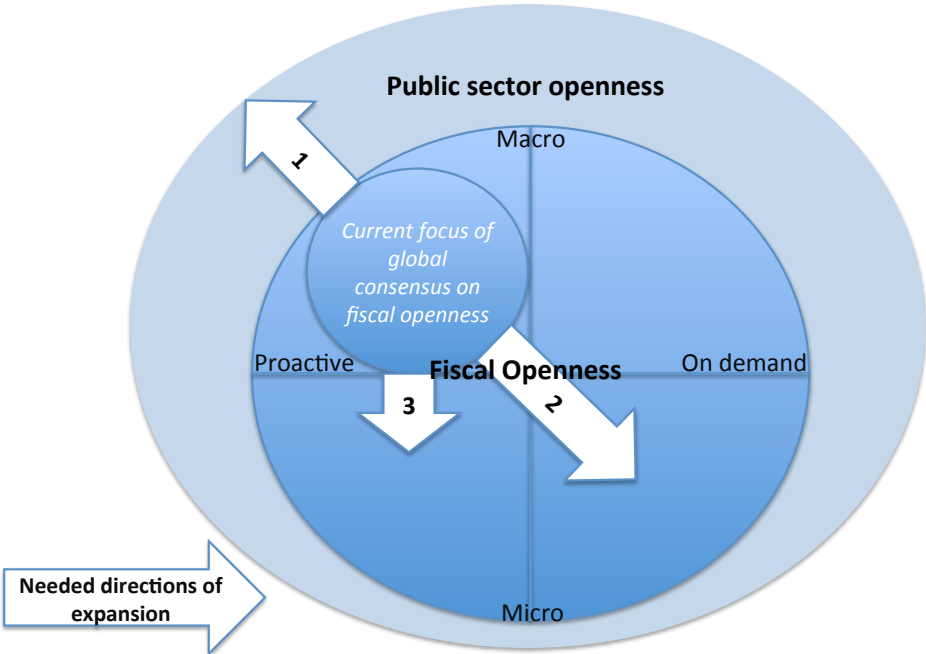 Public sector openness
Macro
1
Current focus of
global
consensus on
fiscal openness
Proactive
Fiscal Openness
On demand
3
2
Needed directions of
expansion
Micro